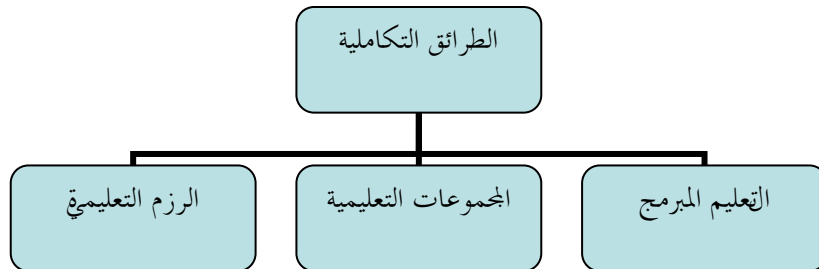 الطرائق التكاملية
التعليم المبرمج
المجموعات التعليمية
الرزم التعليمية